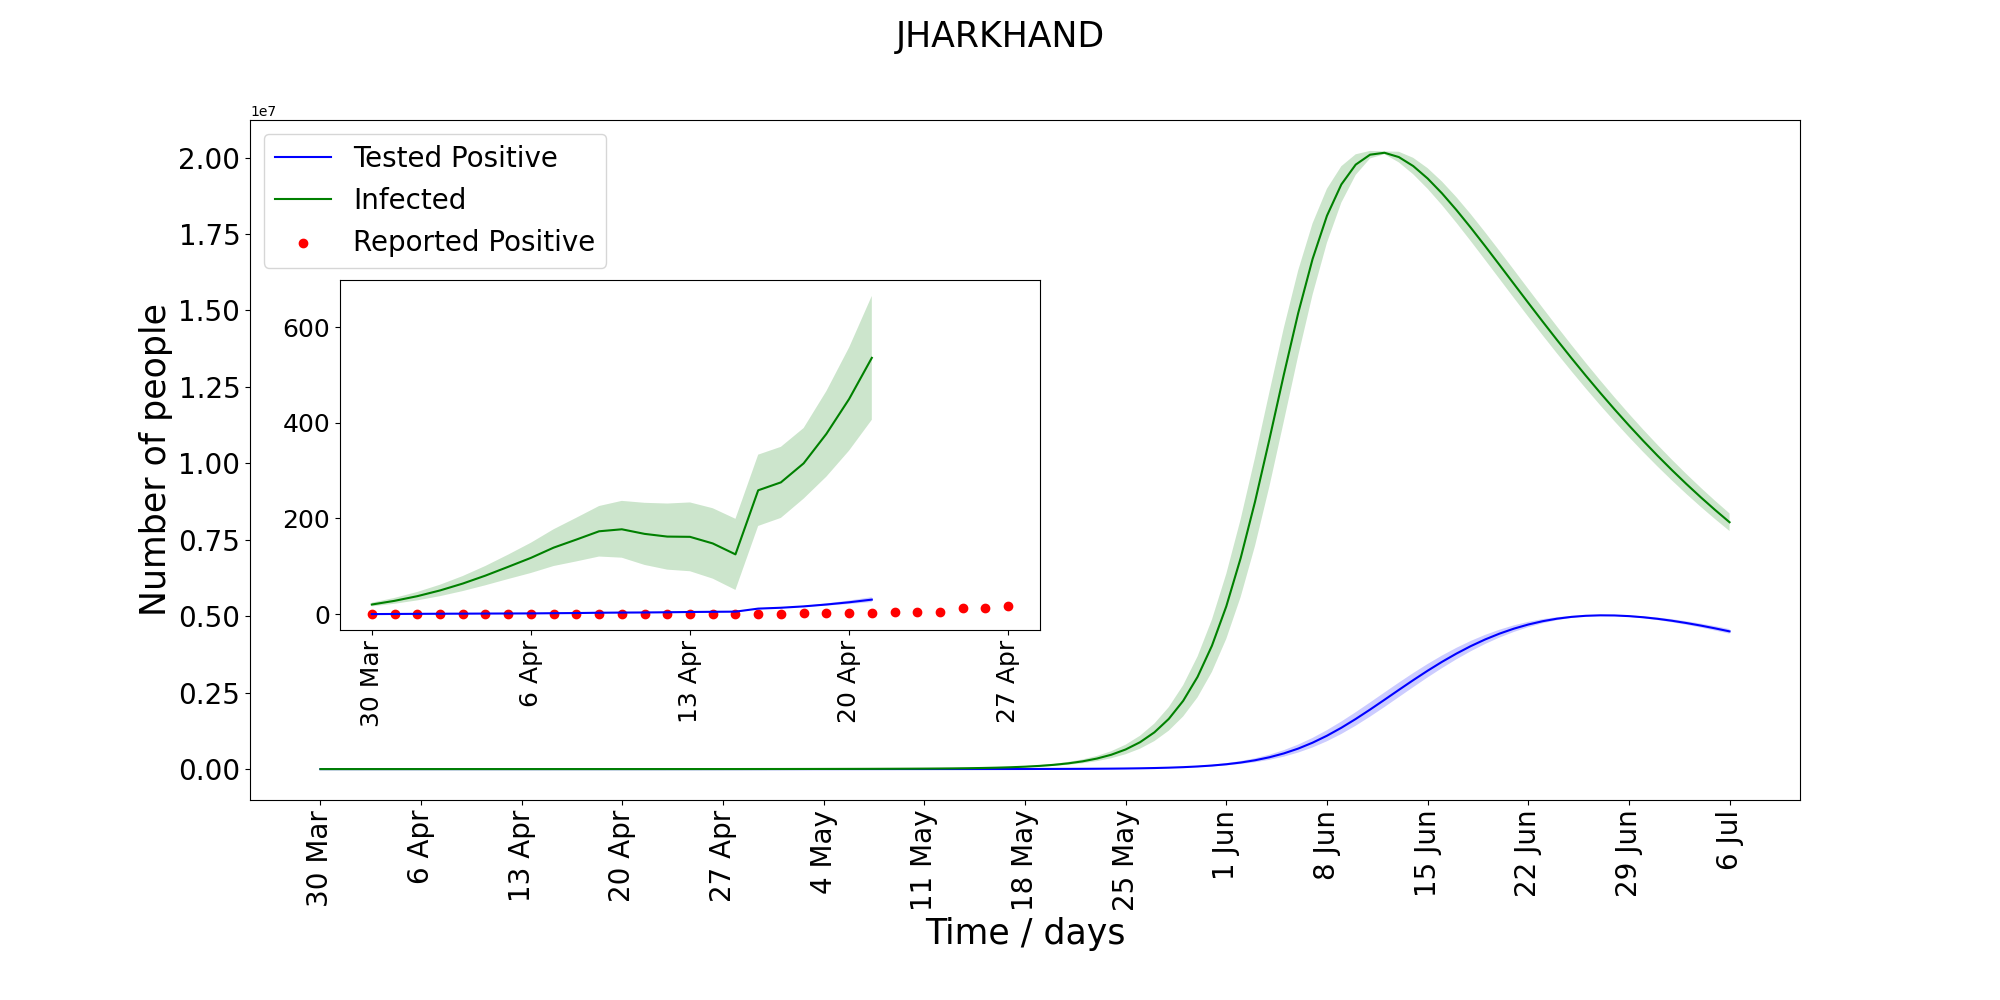 JHARKHAND
1e7
Tested Positive
Infected
Reported Positive
Number of people
2.00
1.75
1.50
1.25
1.00
0.75
0.50
0.25
0.00
600
400
200
0
30 Mar
6 Apr
13 Apr
20 Apr
27 Apr
30 Mar
6 Apr
13 Apr
20 Apr
27 Apr
4 May
11 May
18 May
25 May
1 Jun
8 Jun
15 Jun
22 Jun
29 Jun
6 Jul
Time / days